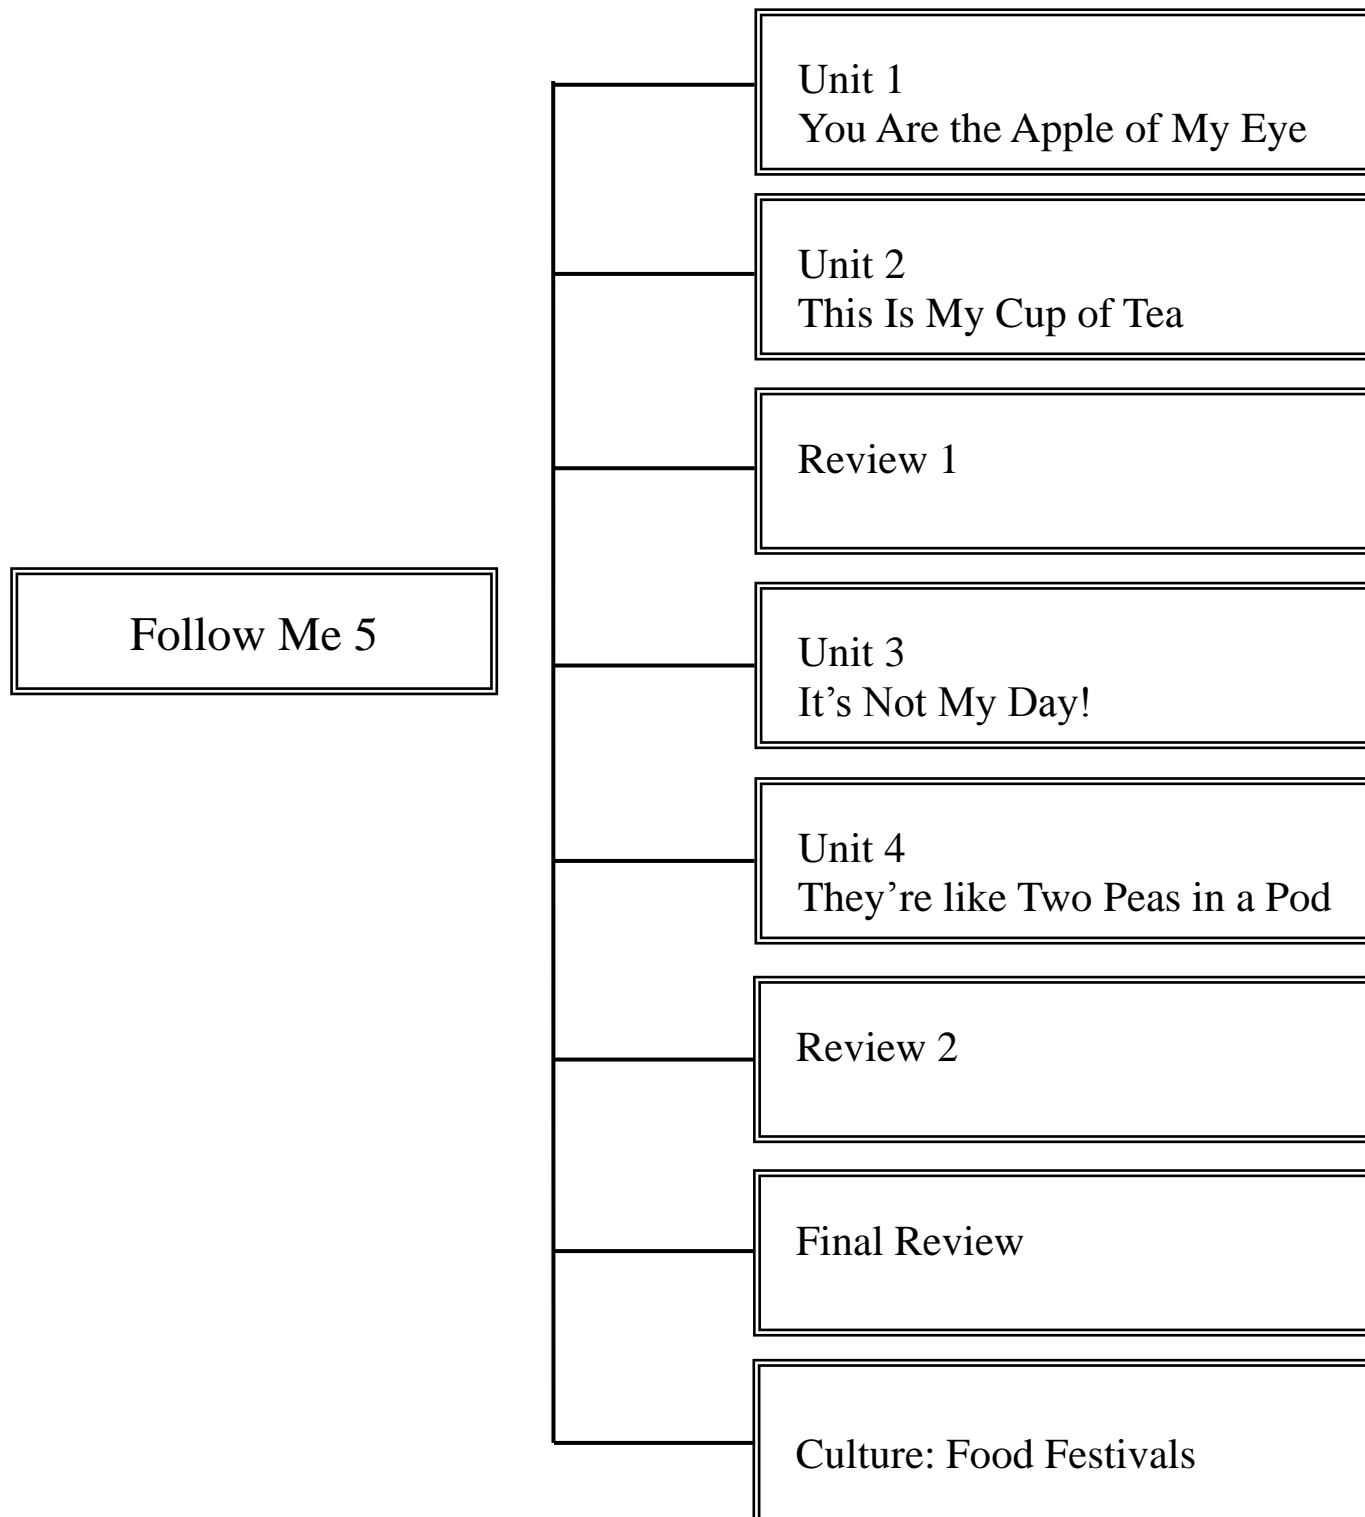 Follow Me 5
Unit 1
You Are the Apple of My Eye
Unit 2
This Is My Cup of Tea
Review 1
Unit 3
It’s Not My Day!
Unit 4
They’re like Two Peas in a Pod
Review 2
Final Review
Culture: Food Festivals